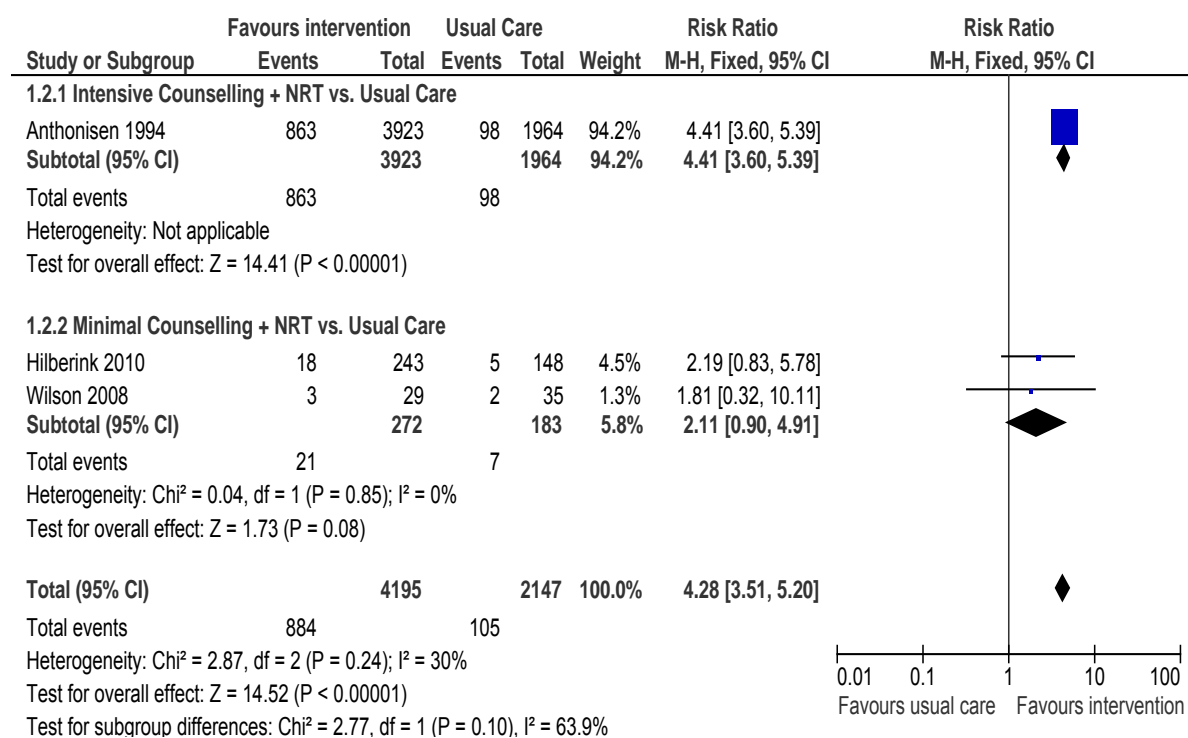 Favours intervention Usual Care Risk Ratio Risk Ratio
Study or Subgroup Events Total Events Total Weight M-H, Fixed, 95% CI M-H, Fixed, 95% CI
1.2.1 Intensive Counselling + NRT vs. Usual Care
Anthonisen 1994 863 3923 98 1964 94.2% 4.41 [3.60, 5.39]
Subtotal (95% CI) 3923 1964 94.2% 4.41 [3.60, 5.39]
Total events 863 98
Heterogeneity: Not applicable
Test for overall effect: Z = 14.41 (P < 0.00001)
1.2.2 Minimal Counselling + NRT vs. Usual Care
Hilberink 2010 18 243 5 148 4.5% 2.19 [0.83, 5.78]
Wilson 2008 3 29 2 35 1.3% 1.81 [0.32, 10.11]
Subtotal (95% CI) 272 183 5.8% 2.11 [0.90, 4.91]
Total events 21 7
Heterogeneity: Chi² = 0.04, df = 1 (P = 0.85); I² = 0%
Test for overall effect: Z = 1.73 (P = 0.08)
Total (95% CI) 4195 2147 100.0% 4.28 [3.51, 5.20]
Total events 884 105
Heterogeneity: Chi² = 2.87, df = 2 (P = 0.24); I² = 30%
Test for overall effect: Z = 14.52 (P < 0.00001)
Test for subgroup differences: Chi² = 2.77, df = 1 (P = 0.10), I² = 63.9%
0.01 0.1 1 10 100
Favours usual care Favours intervention